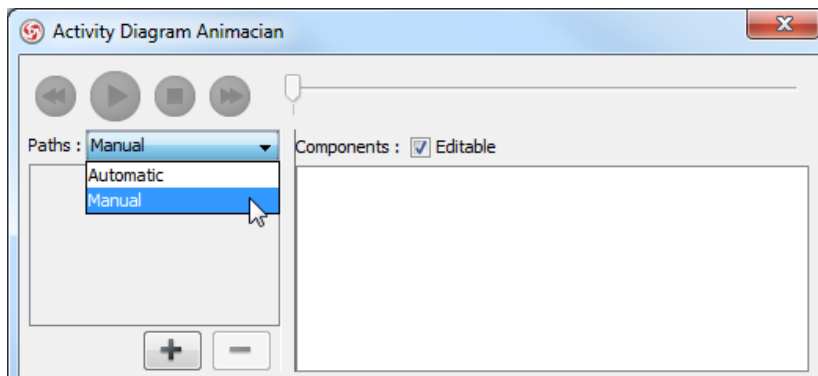 Activity Diagram Animacian
Paths : Manual
Components : Editable
Automatic
Manual